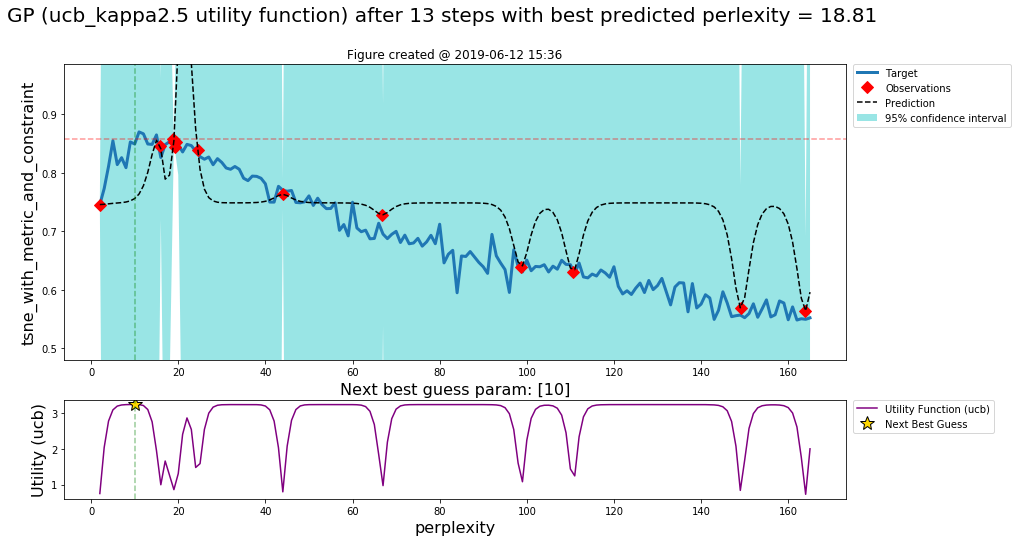 GP (ucb_kappa2.5 utility function) after 13 steps with best predicted perlexity = 18.81
Figure created @ 2019-06-12 15:36
tsne_with_metric_and_constraint
0.9
0.8
0.7
0.6
0.5
0 20 40 60 80 100 120 140 160
Target
Observations
Prediction
95% confidence interval
Next best guess param: [10]
Utility (ucb)
3
2
1
0 20 40 60 80 100 120 140 160
perplexity
Utility Function (ucb)
Next Best Guess